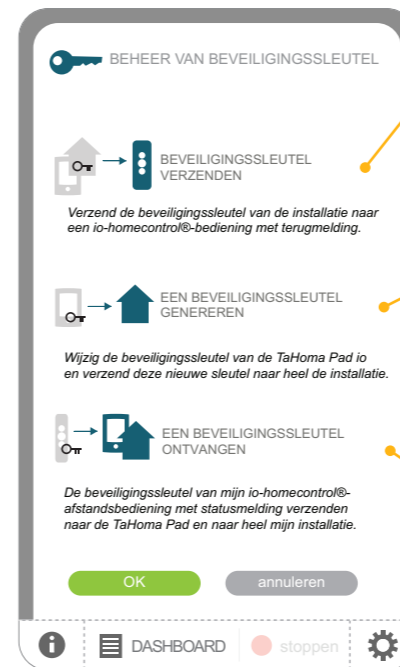 BEHEER VAN BEVEILIGINGSSLEUTEL
BEVEILIGINGSSLEUTEL
VERZENDEN
Verzend de beveiligingssleutel van de installatie naar
een io-homecontrol®-bediening met terugmelding.
EEN BEVEILIGINGSSLEUTEL
GENEREREN
Wijzig de beveiligingssleutel van de TaHoma Pad io
en verzend deze nieuwe sleutel naar heel de installatie.
EEN BEVEILIGINGSSLEUTEL
ONTVANGEN
De beveiligingssleutel van mijn io-homecontrol®-
afstandsbediening met statusmelding verzenden
naar de TaHoma Pad en naar heel mijn installatie.
OK annuleren
DASHBOARD stoppen